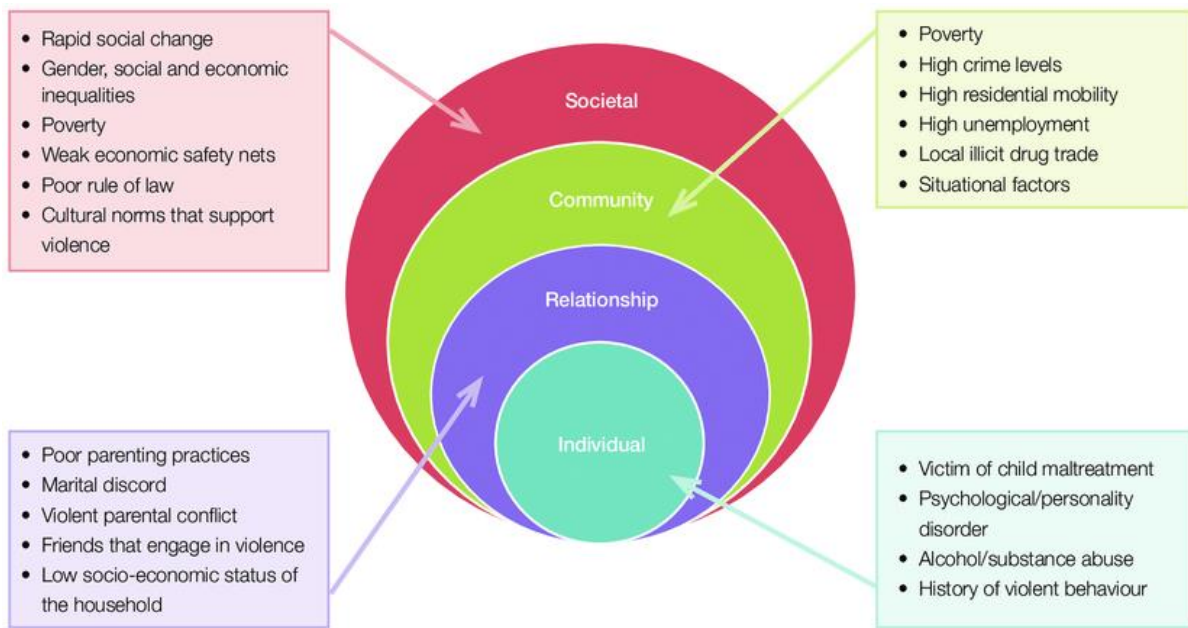 • Rapid social change
• Gender, social and economic
inequalities
• Poverty
• Weak economic safety nets
• Poor rule of law
• Cultural norms that support
violence
Societal
Community
Relationship
Individual
• Poverty
• High crime levels
• High residential mobility
• High unemployment
• Local illicit drug trade
• Situational factors
• Poor parenting practices
• Marital discord
• Violent parental conflict
• Friends that engage in violence
• Low socio-economic status of
the household
• Victim of child maltreatment
• Psychological/personality
disorder
• Alcohol/substance abuse
• History of violent behaviour